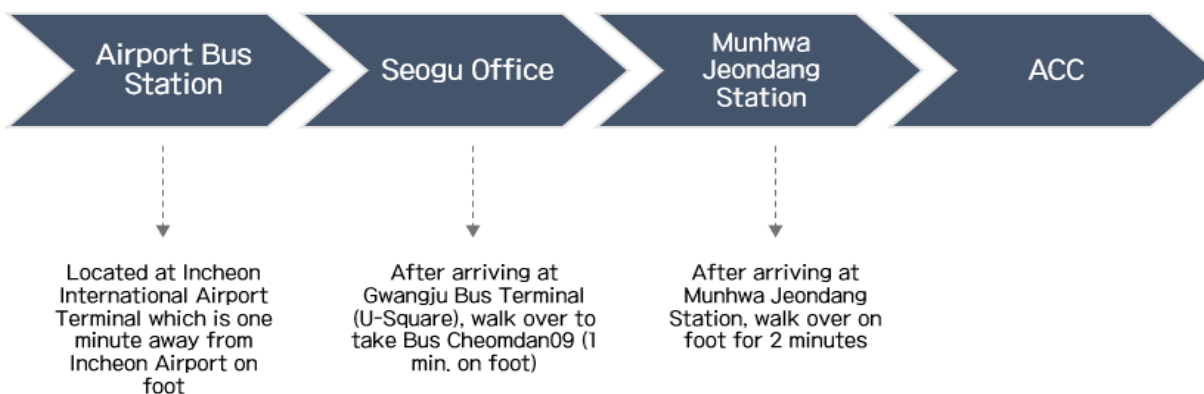 Airport Bus
Station
Seogu Office
Munhwa
Jeondang
Station
ACC
Located at Incheon
International Airport
Terminal which is one
minute away from
Incheon Airport on
foot
After arriving at
Gwangju Bus Terminal
(U-Square), walk over to
take Bus Cheomdan09 (1
min. on foot)
After arriving at
Munhwa Jeondang
Station, walk over on
foot for 2 minutes